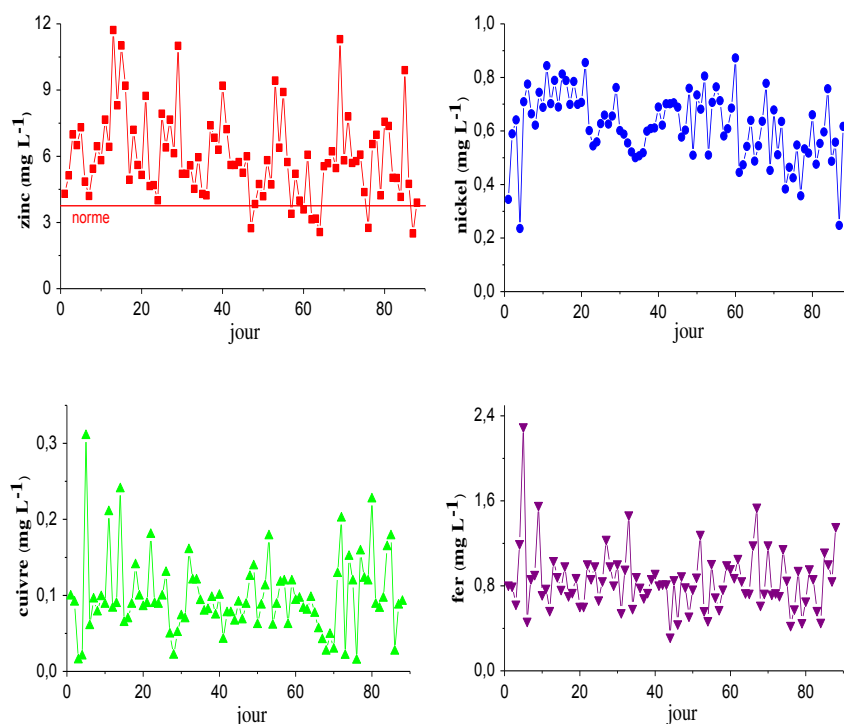 12
9
6
3
0
zinc (mg L-1)
norme
0 20 40 60 80
jour
1,0
0,8
0,6
0,4
0,2
0,0
nickel (mg L-1)
0 20 40 60 80
jour
0,3
0,2
0,1
0,0
cuivre (mg L-1)
0 20 40 60 80
jour
2,4
1,6
0,8
0,0
fer (mg L-1)
0 20 40 60 80
jour